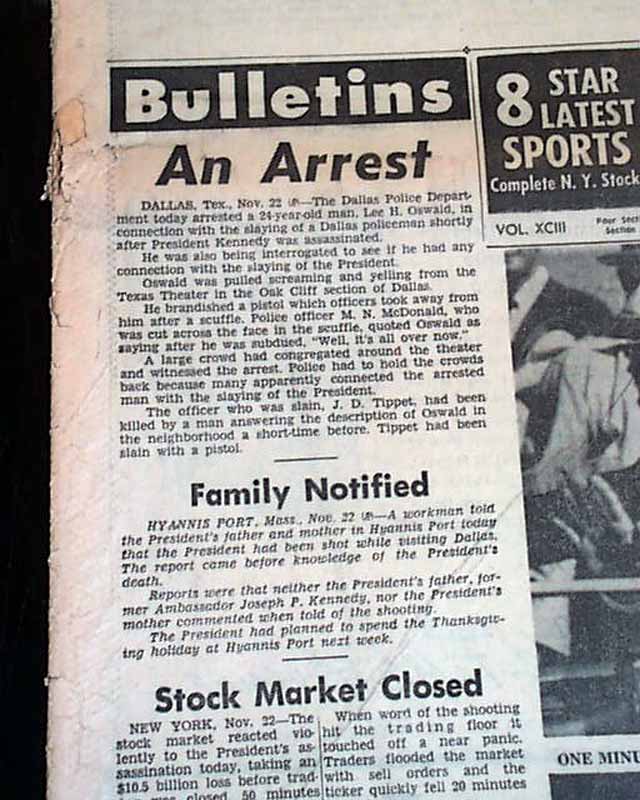 Bulletins
An Arrest
DALLAS, Tex., Nov. 22 (AP)—The Dallas Police Depart-
ment today arrested a 24-year-old man, Lee H. Oswald, in
connection with the slaying of a Dallas policeman shortly
after President Kennedy was assassinated.
He was also being interrogated to see if he had any
connection with the slaying of the President.
Oswald was pulled screaming and yelling from the
Texas Theater in the Oak Cliff section of Dallas.
He brandished a pistol which officers took away from
him after a scuffle. Police officer M. N. McDonald, who
was cut across the face in the scuffle, quoted Oswald as
saying after he was subdued, "Well, it's all over now."
A large crowd had congregated around the theater
and witnessed the arrest. Police had to hold the crowds
back because many apparently connected the arrested
man with the slaying of the President.
The officer who was slain, J. D. Tippet, had been
killed by a man answering the description of Oswald in
the neighborhood a short-time before. Tippet had been
slain with a pistol.
Family Notified
HYANNIS PORT, Mass., Nov. 22 (AP)—A workman told
the President's father and mother in Hyannis Port today
that the President had been shot while visiting Dallas.
The report came before knowledge of the President's
death.
Reports were that neither the President's father, for-
mer Ambassador Joseph P. Kennedy, nor the President's
mother commented when told of the shooting.
The President had planned to spend the Thanksgiv-
ing holiday at Hyannis Port next week.
Stock Market Closed
NEW YORK, Nov. 22—The
stock market reacted vio-
lently to the President's as-
sassination today, taking an
$10.5 billion loss before trad-
closed 50 minutes
When word of the shooting
hit the trading floor it
touched off a near panic.
Traders flooded the market
with sell orders and the
ticker quickly fell 20 minutes
8 STAR
LATEST
SPORTS
Complete N. Y. Stock
VOL. XCIII
Four Sec
Section
ONE MINU